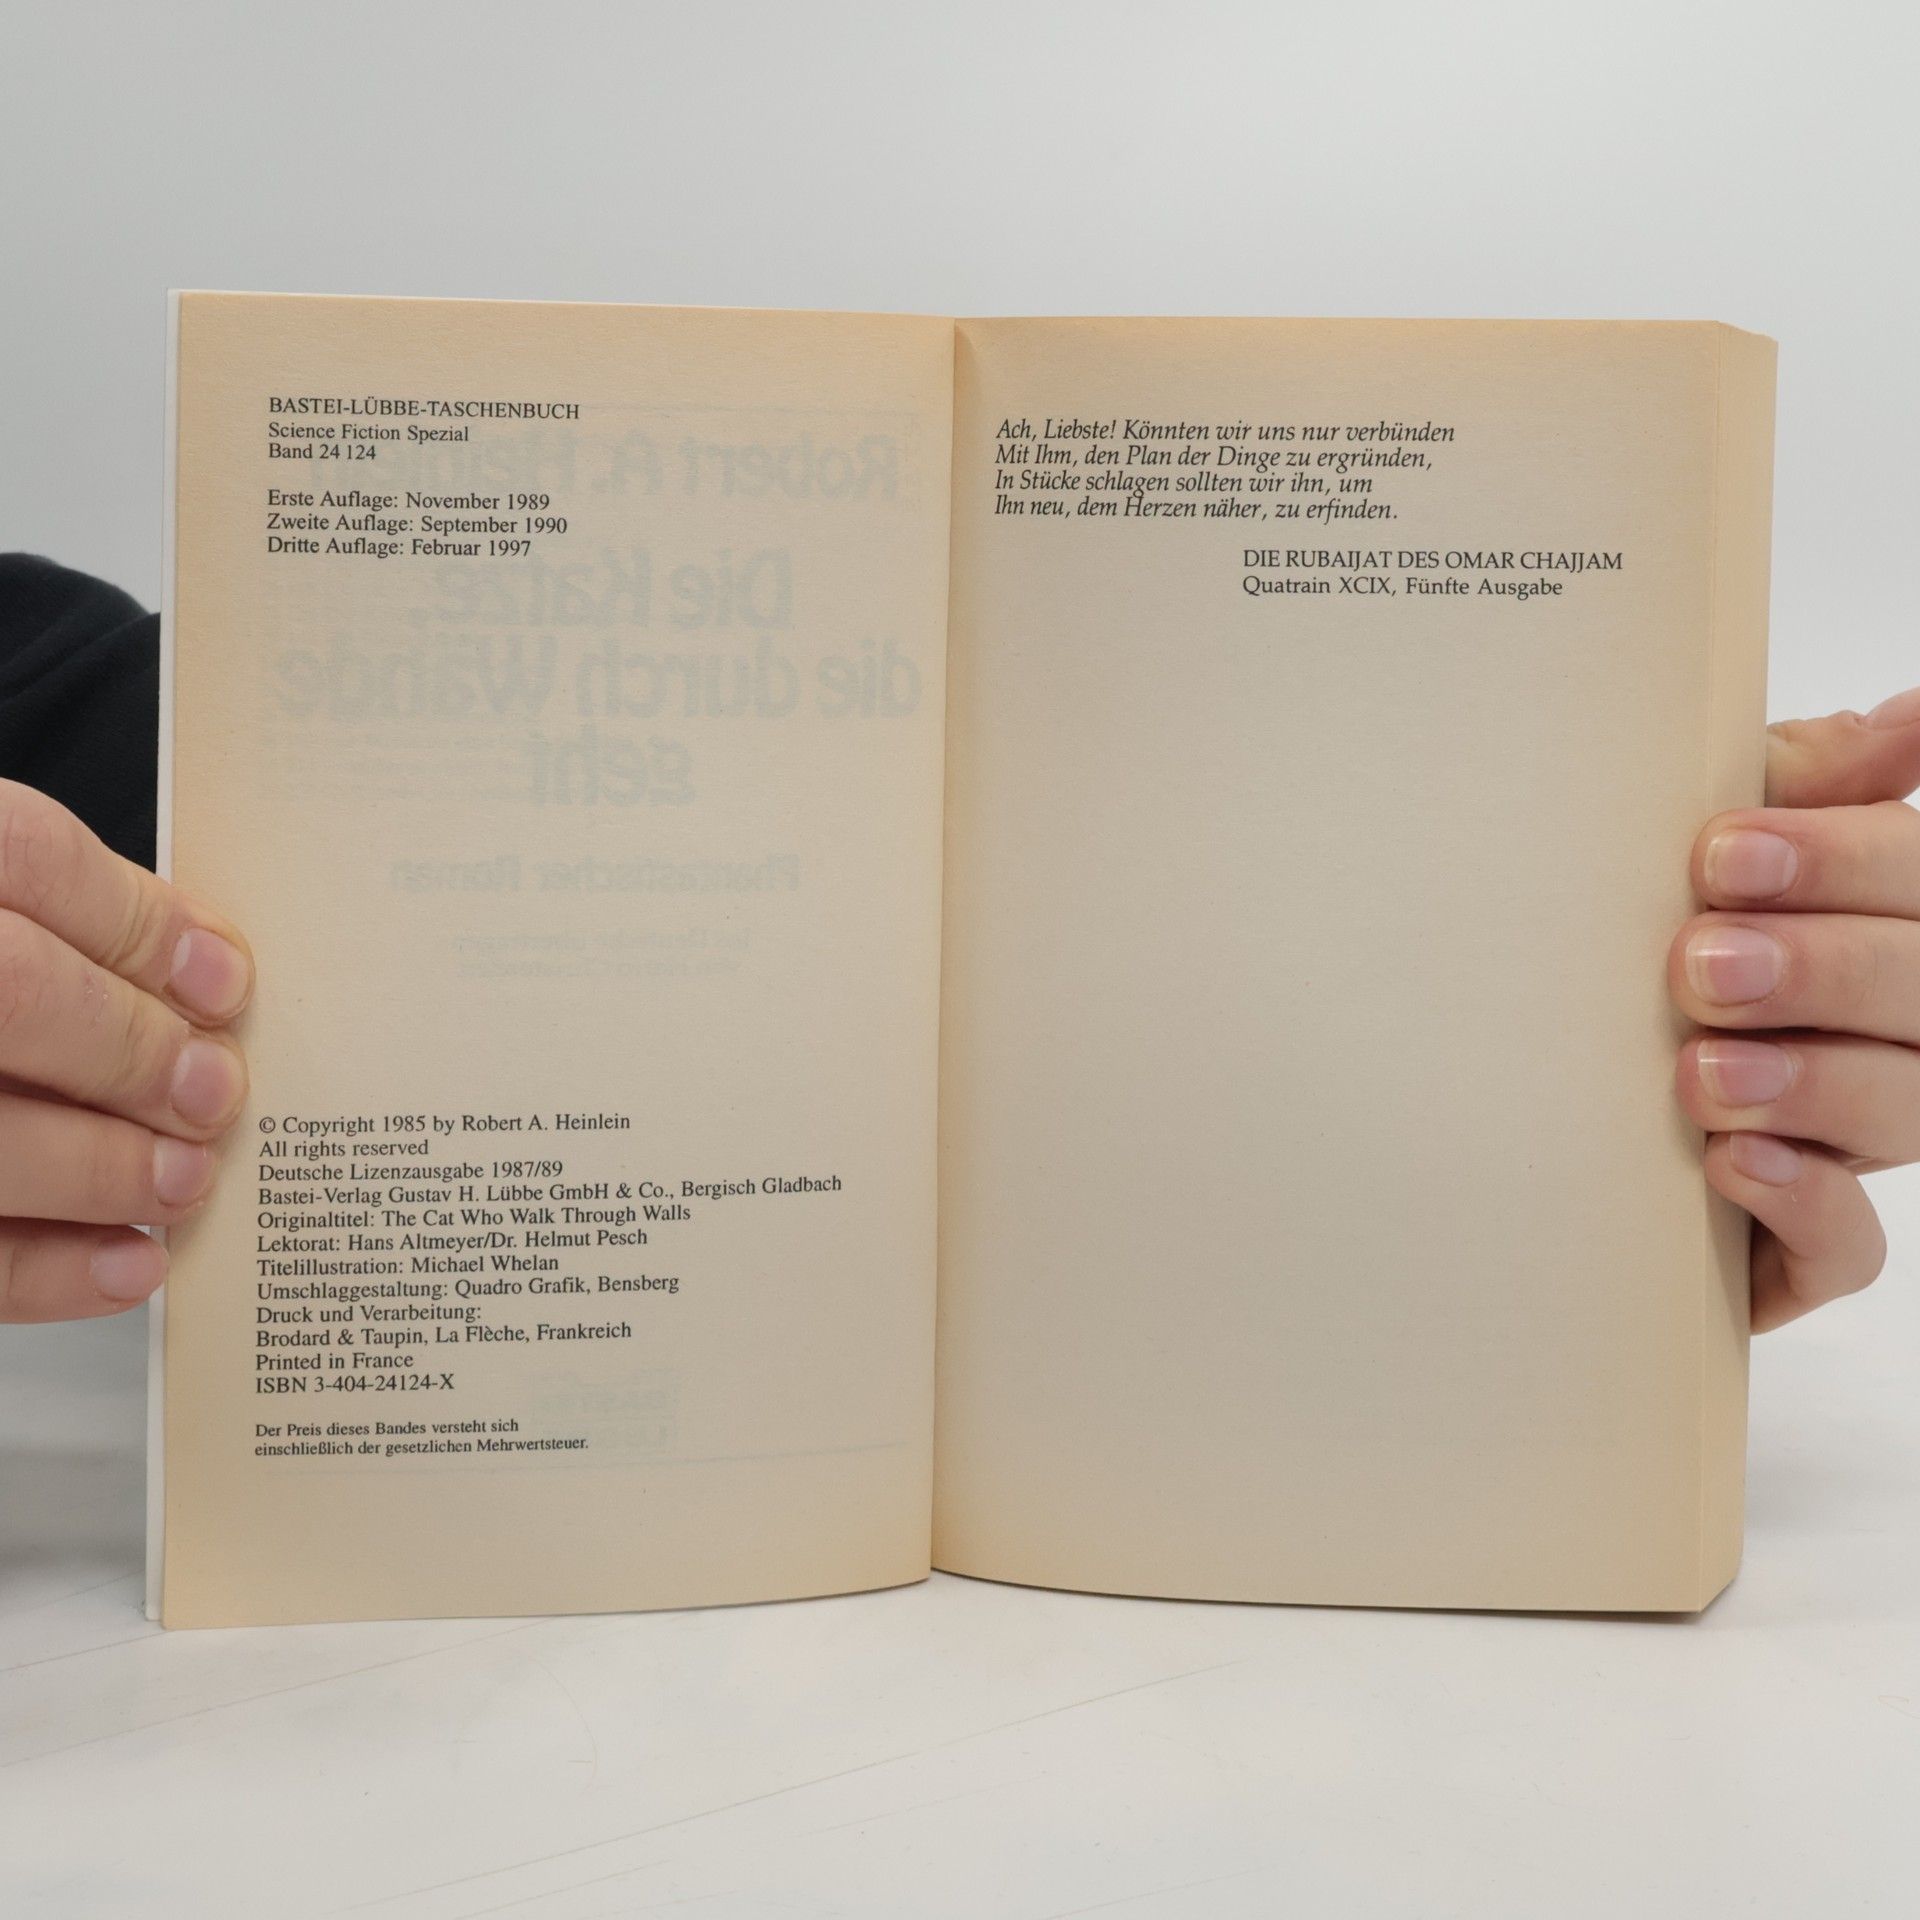 BASTEI-LÜBBE-TASCHENBUCH
Science Fiction Spezial
Band 24 124
Erste Auflage: November 1989
Zweite Auflage: September 1990
Dritte Auflage: Februar 1997
© Copyright 1985 by Robert A. Heinlein
All rights reserved
Deutsche Lizenzausgabe 1987/89
Bastei-Verlag Gustav H. Lübbe GmbH & Co., Bergisch Gladbach
Originaltitel: The Cat Who Walk Through Walls
Lektorat: Hans Altmeyer/Dr. Helmut Pesch
Titelillustration: Michael Whelan
Umschlaggestaltung: Quadro Grafik, Bensberg
Druck und Verarbeitung:
Brodard & Taupin, La Flèche, Frankreich
Printed in France
ISBN 3-404-24124-X
Der Preis dieses Bandes versteht sich
einschließlich der gesetzlichen Mehrwertsteuer.
Ach, Liebste! Könnten wir uns nur verbünden
Mit Ihm, den Plan der Dinge zu ergründen,
In Stücke schlagen sollten wir ihn, um
Ihn neu, dem Herzen näher, zu erfinden.
DIE RUBAIJAT DES OMAR CHAJJAM
Quatrain XCIX, Fünfte Ausgabe